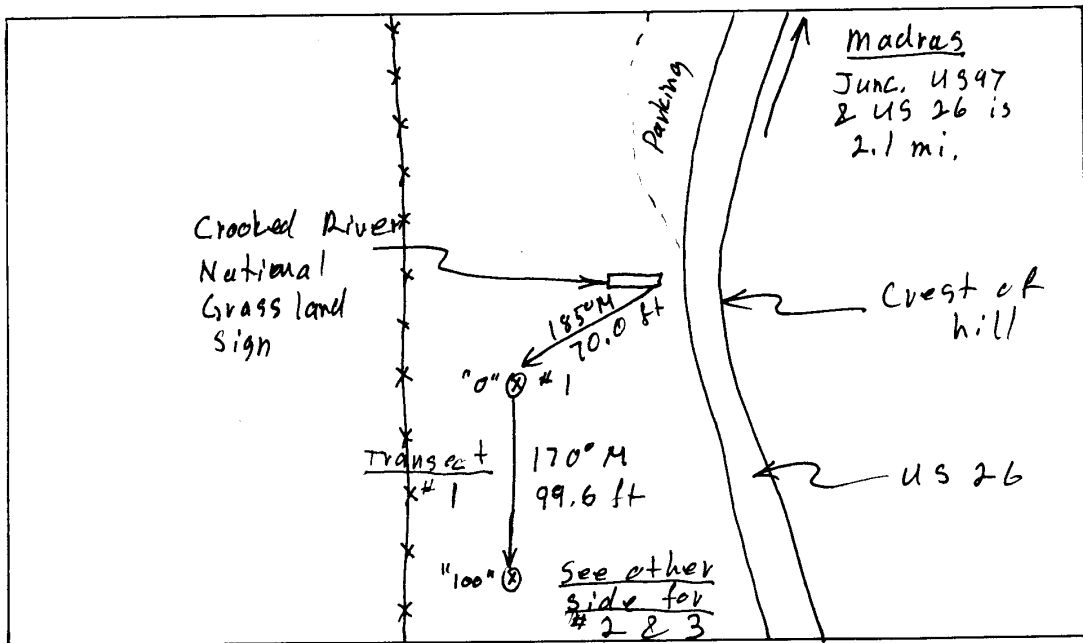 Madras
Junc. US97
& US 26 is
2.1 mi.
Parking
Crooked River
National
Grassland
Sign
185°M
70.0 ft
Crest of
hill
"0" #1
Transect
#1
170° M
99.6 ft
US 26
"100"
See other
side for
#2 & 3